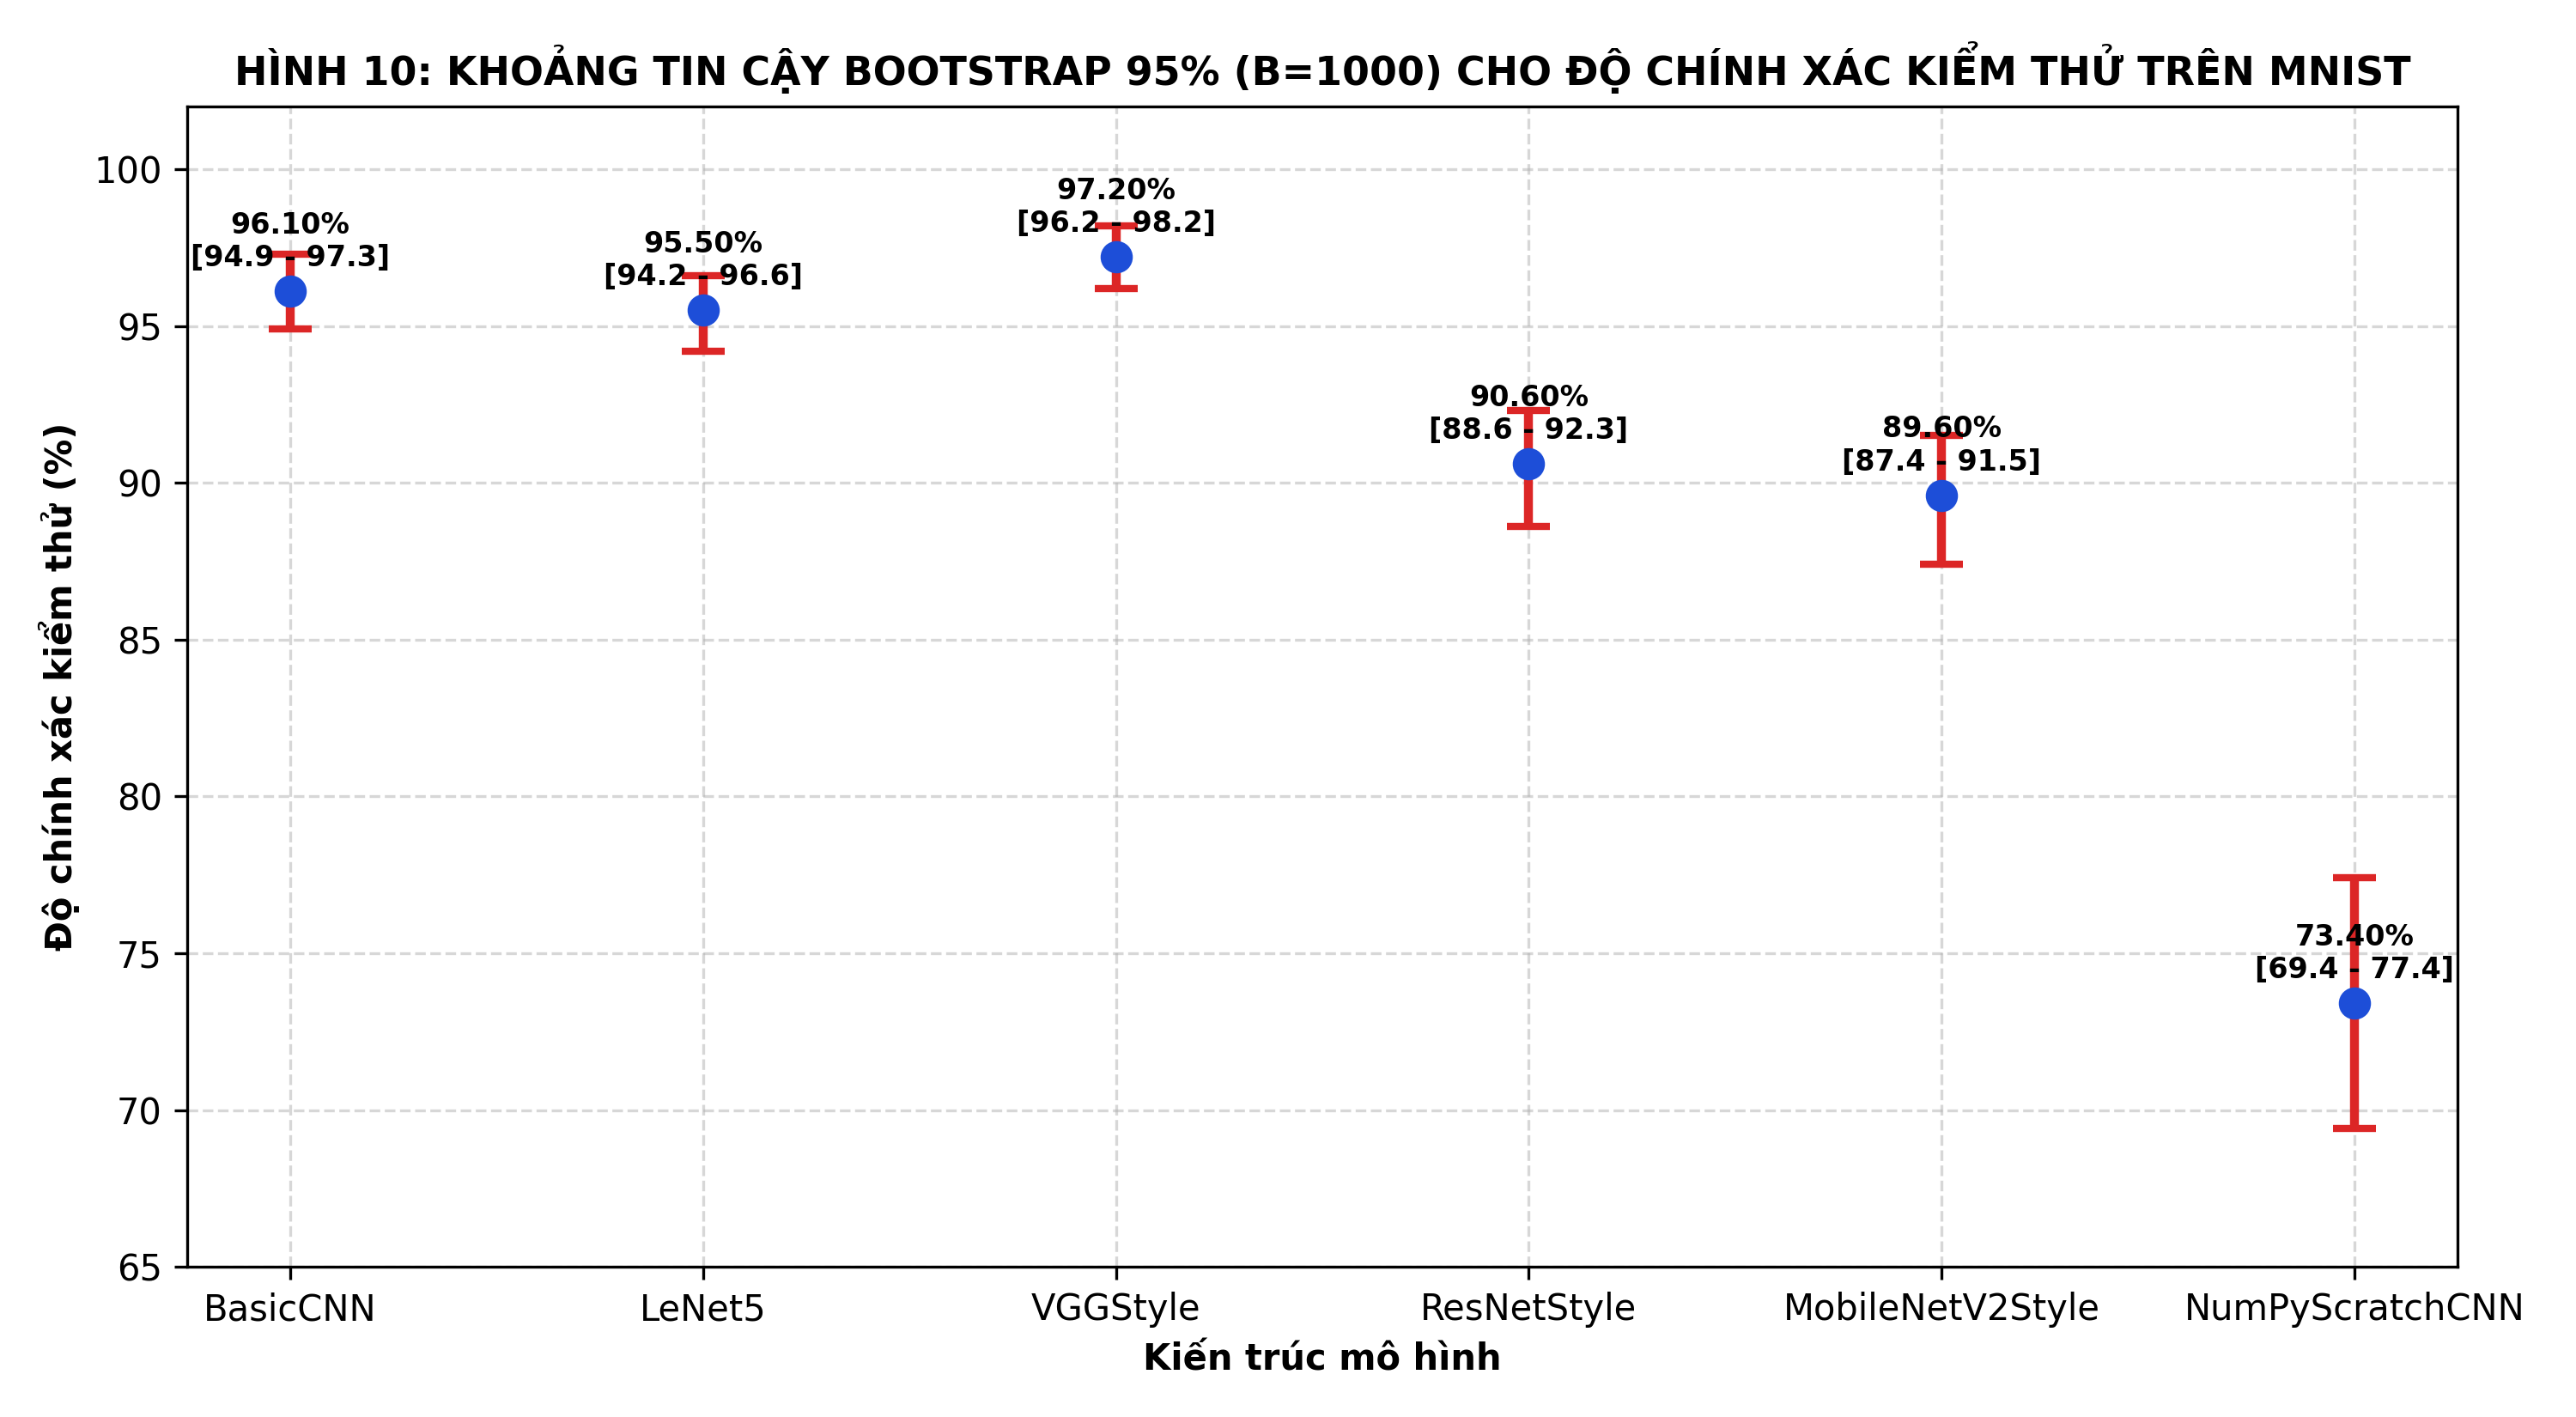 HÌNH 10: KHOẢNG TIN CẬY BOOTSTRAP 95% (B=1000) CHO ĐỘ CHÍNH XÁC KIỂM THỬ TRÊN MNIST
Độ chính xác kiểm thử (%)
100
95
90
85
80
75
70
65
96.10%
[94.9 - 97.3]
95.50%
[94.2 - 96.6]
97.20%
[96.2 - 98.2]
90.60%
[88.6 - 92.3]
89.60%
[87.4 - 91.5]
73.40%
[69.4 - 77.4]
BasicCNN
LeNet5
VGGStyle
ResNetStyle
MobileNetV2Style
NumPyScratchCNN
Kiến trúc mô hình